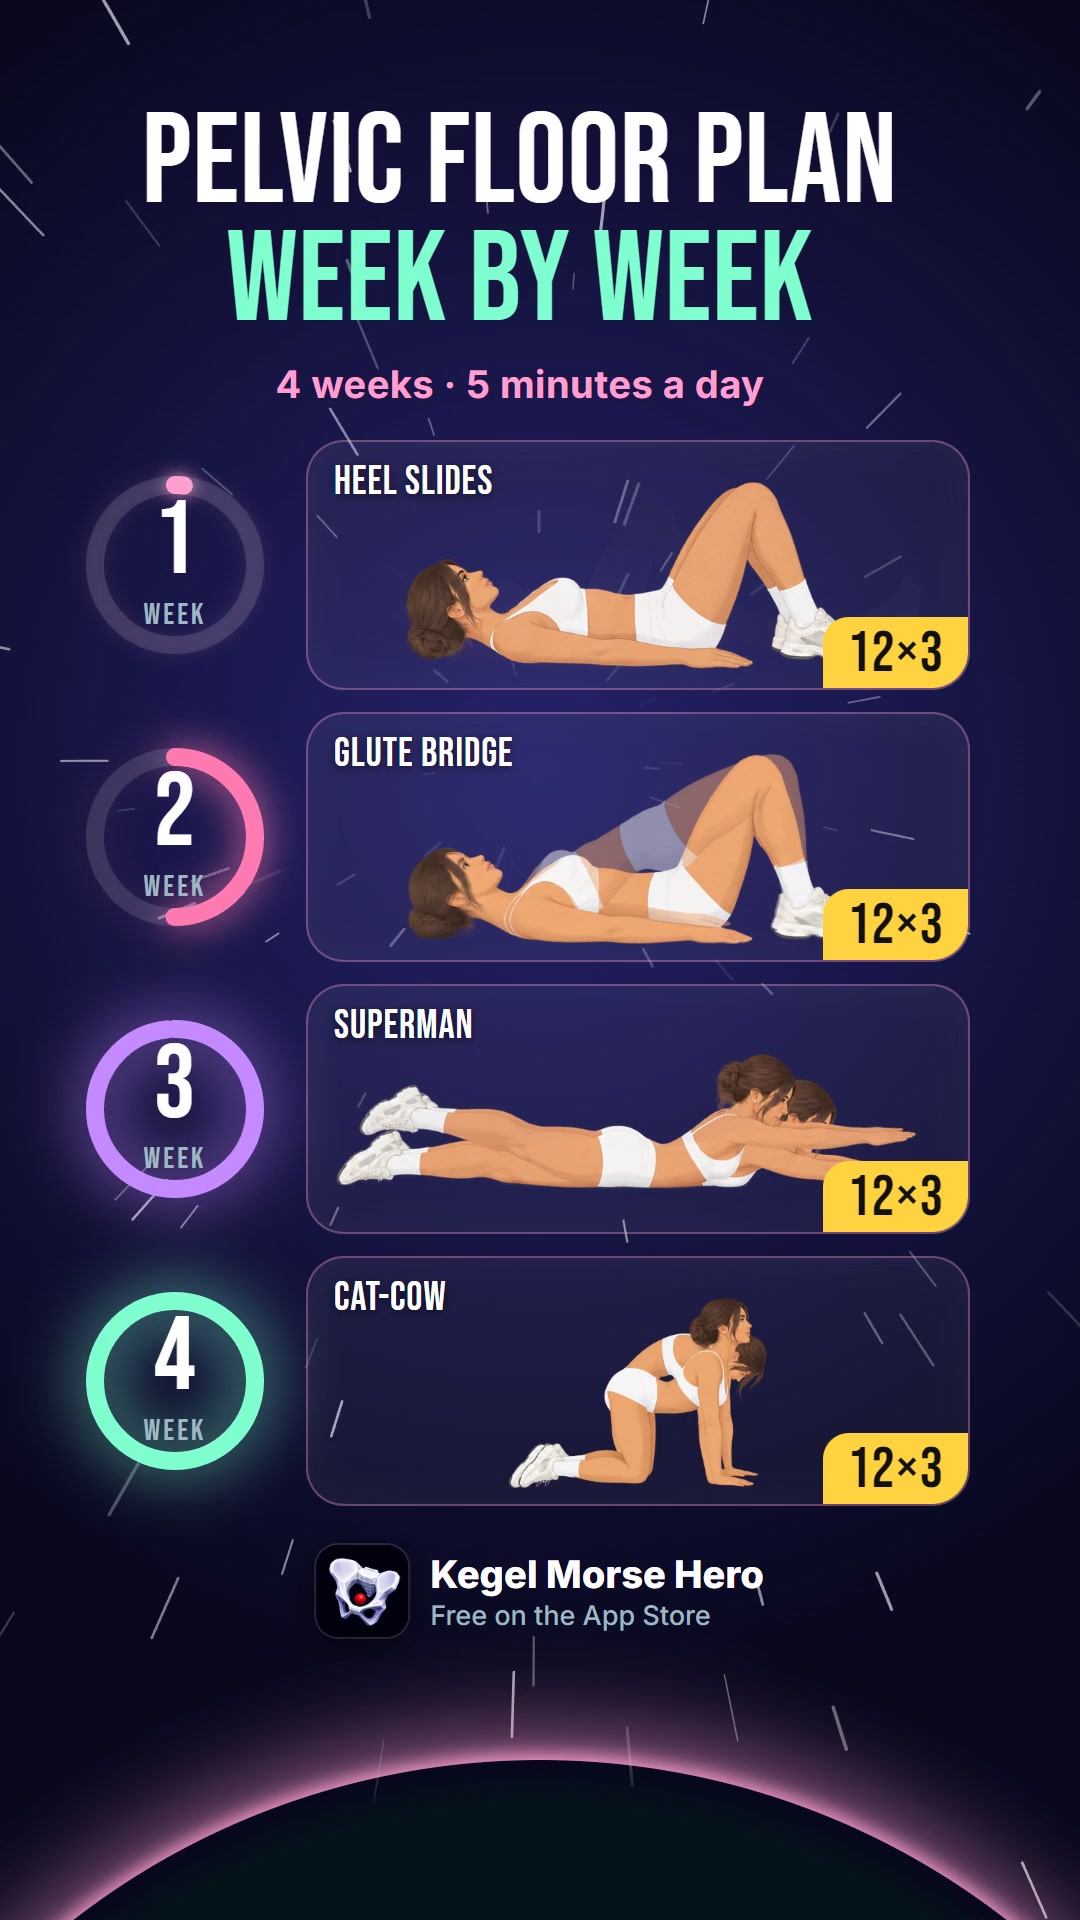 PELVIC FLOOR PLAN
WEEK BY WEEK
4 weeks · 5 minutes a day
1
WEEK
HEEL SLIDES
12×3
2
WEEK
GLUTE BRIDGE
12×3
3
WEEK
SUPERMAN
12×3
4
WEEK
CAT-COW
12×3
Kegel Morse Hero
Free on the App Store